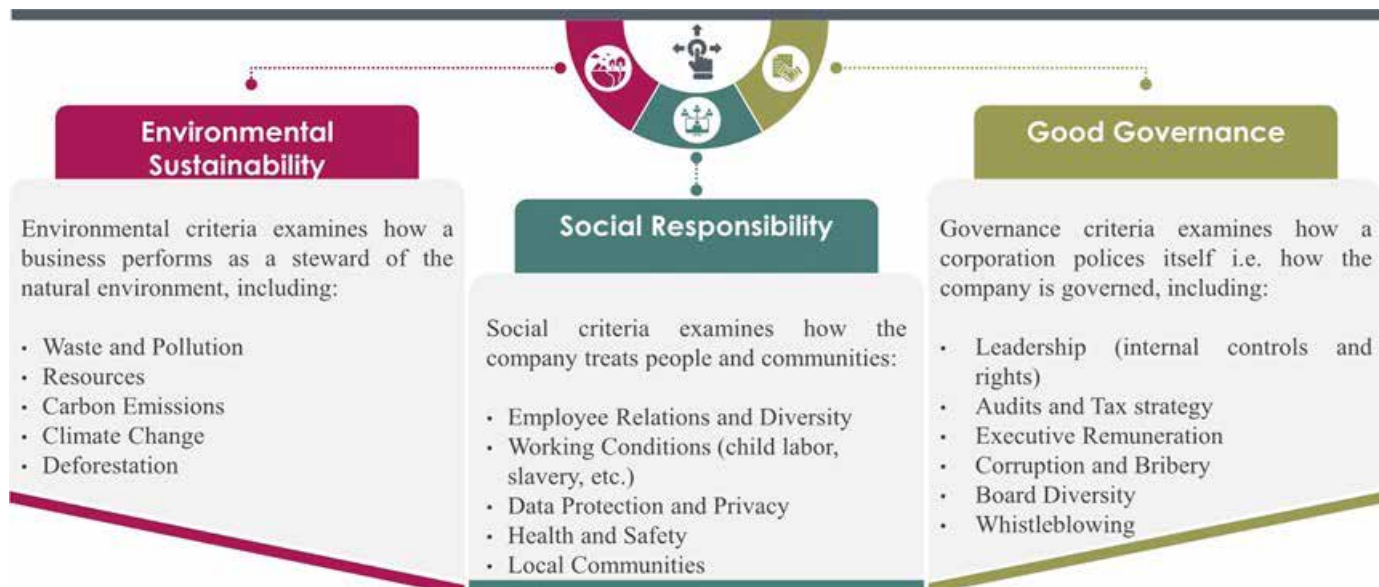 Environmental
Sustainability
Environmental criteria examines how a
business performs as a steward of the
natural environment, including:
• Waste and Pollution
• Resources
• Carbon Emissions
• Climate Change
• Deforestation
Social Responsibility
Social criteria examines how the
company treats people and communities:
• Employee Relations and Diversity
• Working Conditions (child labor,
slavery, etc.)
• Data Protection and Privacy
• Health and Safety
• Local Communities
Good Governance
Governance criteria examines how a
corporation polices itself i.e. how the
company is governed, including:
• Leadership (internal controls and
rights)
• Audits and Tax strategy
• Executive Remuneration
• Corruption and Bribery
• Board Diversity
• Whistleblowing